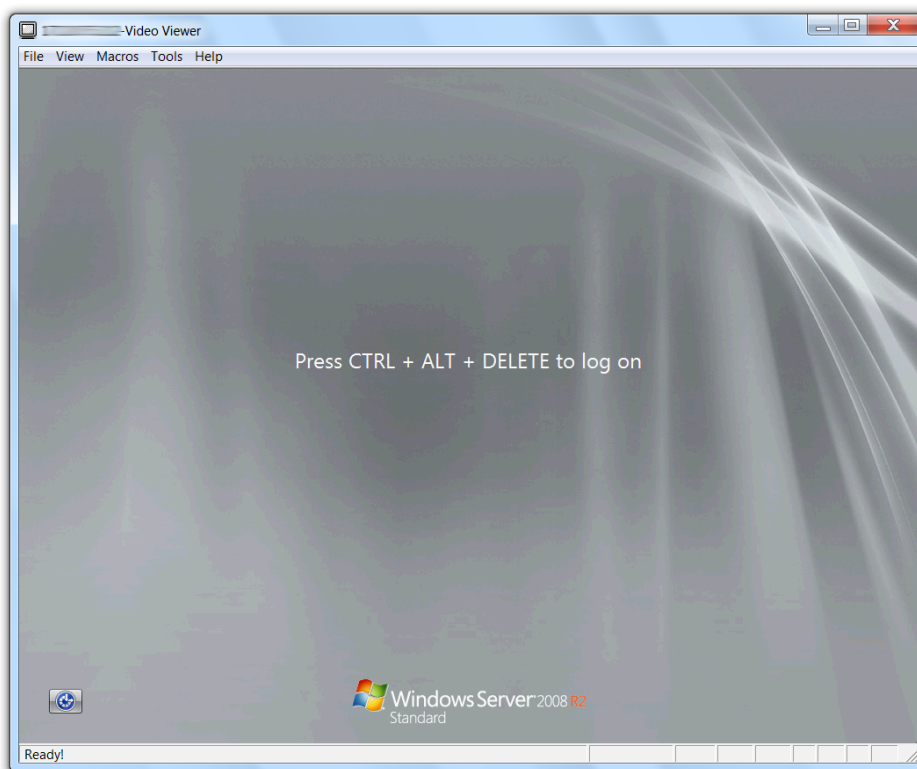 -Video Viewer
File View Macros Tools Help
Press CTRL + ALT + DELETE to log on
Windows Server 2008 R2
Standard
Ready!